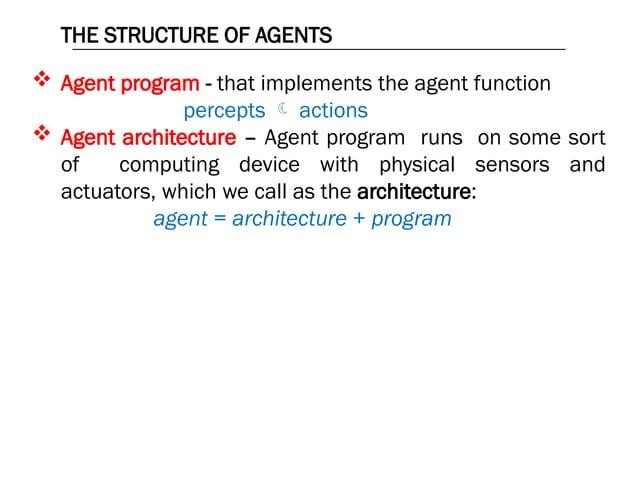 THE STRUCTURE OF AGENTS
❖ Agent program - that implements the agent function
percepts ☾ actions
❖ Agent architecture – Agent program runs on some sort
of computing device with physical sensors and
actuators, which we call as the architecture:
agent = architecture + program